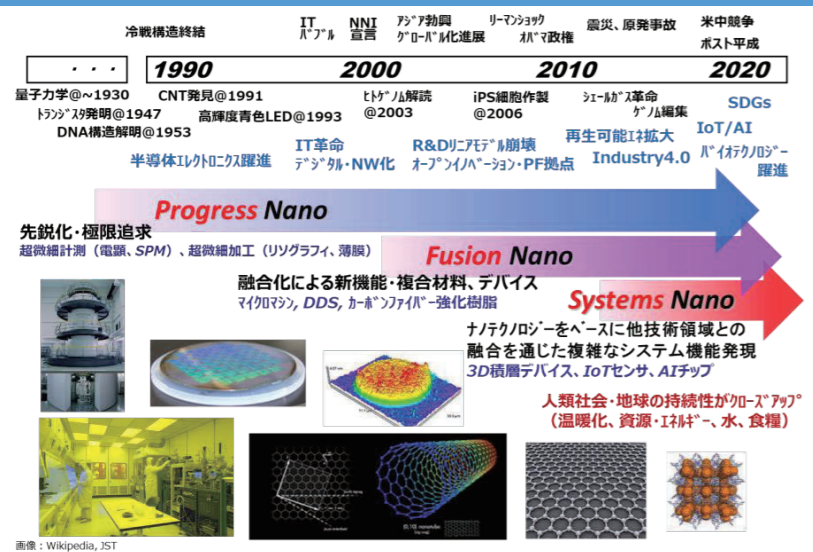 冷戦構造終結
IT
バブル
NNI
宣言
アジア勃興
グローバル化進展
リーマンショック
オバマ政権
震災、原発事故
米中競争
ポスト平成
・・・
1990
2000
2010
2020
量子力学@~1930
トランジスタ発明@1947
DNA構造解明@1953
CNT発見@1991
高輝度青色LED@1993
ヒトゲノム解読
@2003
iPS細胞作製
@2006
シェールガス革命
ゲノム編集
SDGs
IoT/AI
バイオテクノロジー
躍進
半導体エレクトロニクス躍進
IT革命
デジタル・NW化
R&Dリニアモデル崩壊
オープンイノベーション・PF拠点
再生可能エネ拡大
Industry4.0
Progress Nano
先鋭化・極限追求
超微細計測（電顕、SPM）、超微細加工（リソグラフィ、薄膜）
Fusion Nano
融合化による新機能・複合材料、デバイス
マイクロマシン, DDS, カーボンファイバー強化樹脂
Systems Nano
ナノテクノロジーをベースに他技術領域との
融合を通じた複雑なシステム機能発現
3D積層デバイス、IoTセンサ、AIチップ
人類社会・地球の持続性がクローズアップ
（温暖化、資源・エネルギー、水、食糧）
画像：Wikipedia, JST